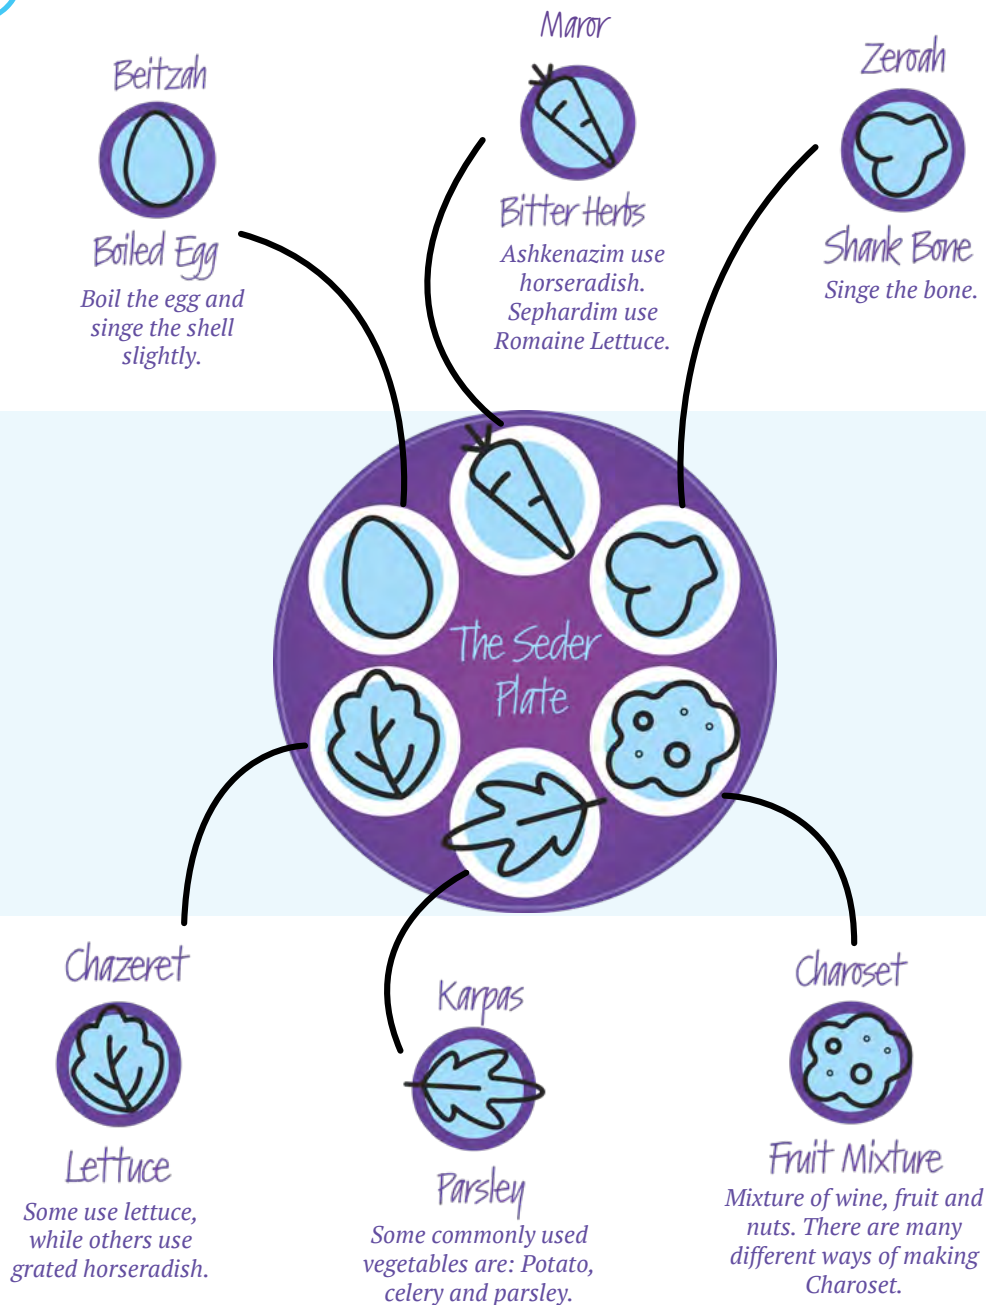 Maror
Bitter Herbs
Ashkenazim use
horseradish.
Sephardim use
Romaine Lettuce.
Beitzah
Boiled Egg
Boil the egg and
singe the shell
slightly.
Zeroah
Shank Bone
Singe the bone.
The Seder
Plate
Chazeret
Lettuce
Some use lettuce,
while others use
grated horseradish.
Karpas
Parsley
Some commonly used
vegetables are: Potato,
celery and parsley.
Charoset
Fruit Mixture
Mixture of wine, fruit and
nuts. There are many
different ways of making
Charoset.